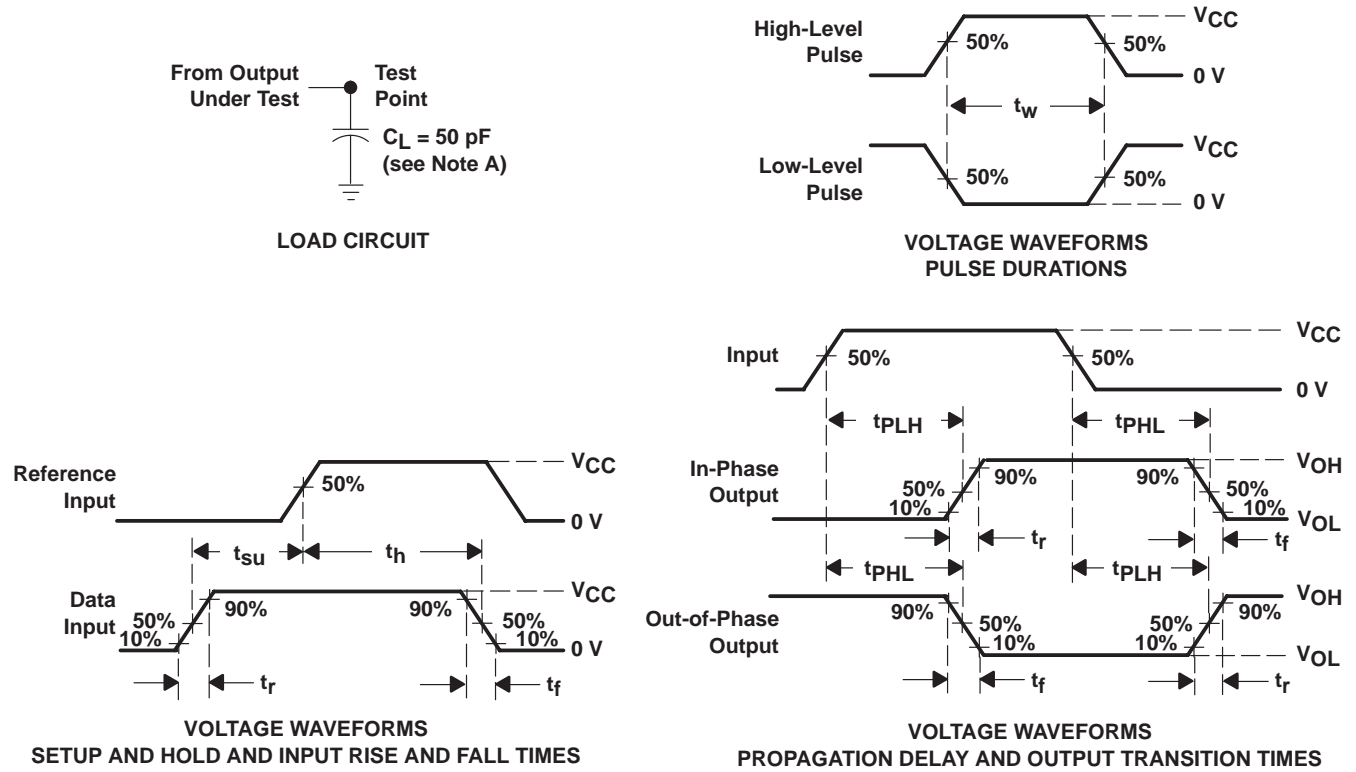 From Output
Under Test
Test
Point
CL = 50 pF
(see Note A)
LOAD CIRCUIT
High-Level
Pulse
50%
50%
VCC
0 V
tw
Low-Level
Pulse
50%
50%
VCC
0 V
VOLTAGE WAVEFORMS
PULSE DURATIONS
Reference
Input
50%
VCC
0 V
tsu
th
Data
Input
50%
10%
90%
90%
50%
10%
VCC
0 V
tr
tf
VOLTAGE WAVEFORMS
SETUP AND HOLD AND INPUT RISE AND FALL TIMES
Input
50%
50%
VCC
0 V
tPLH
tPHL
In-Phase
Output
50%
10%
90%
90%
50%
10%
VOH
VOL
tr
tf
tPHL
tPLH
Out-of-Phase
Output
90%
50%
10%
50%
10%
90%
VOH
VOL
tf
tr
VOLTAGE WAVEFORMS
PROPAGATION DELAY AND OUTPUT TRANSITION TIMES